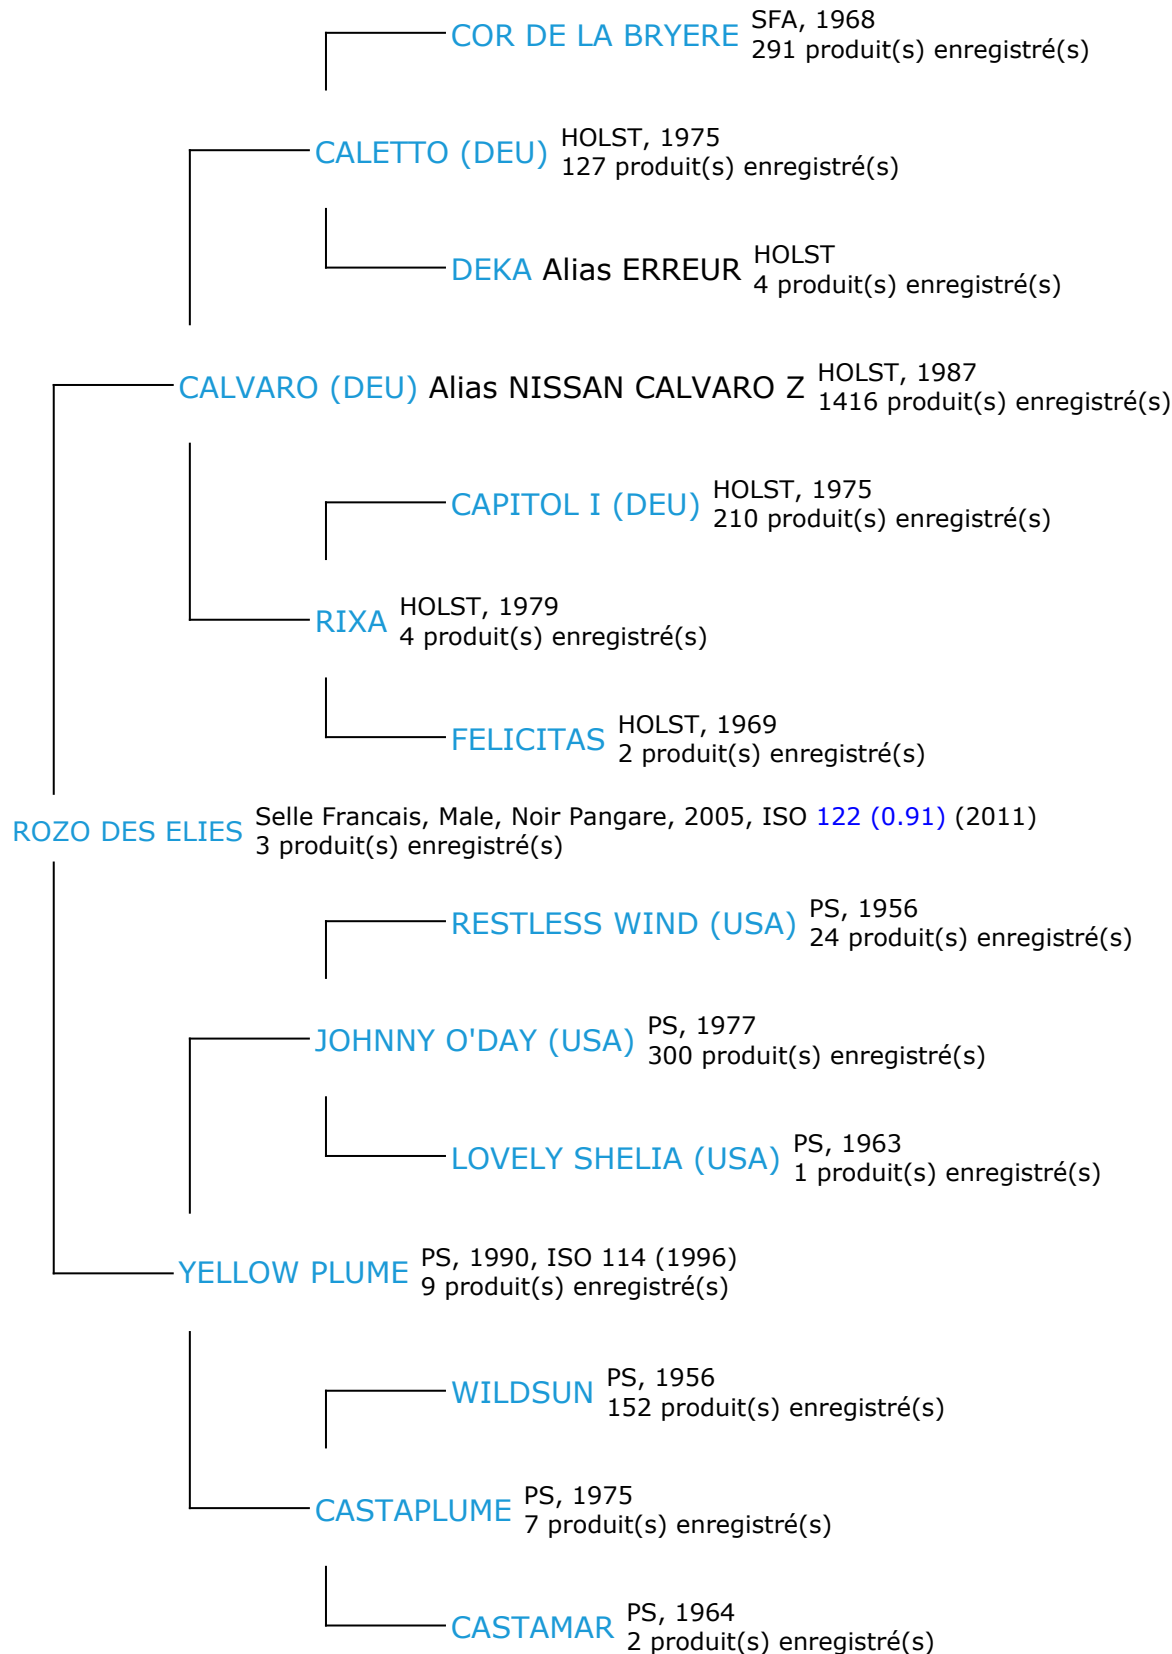 COR DE LA BRYERE SFA, 1968
291 produit(s) enregistré(s)
CALETTO (DEU) HOLST, 1975
127 produit(s) enregistré(s)
DEKA Alias ERREUR HOLST
4 produit(s) enregistré(s)
CALVARO (DEU) Alias NISSAN CALVARO Z HOLST, 1987
1416 produit(s) enregistré(s)
CAPITOL I (DEU) HOLST, 1975
210 produit(s) enregistré(s)
RIXA HOLST, 1979
4 produit(s) enregistré(s)
FELICITAS HOLST, 1969
2 produit(s) enregistré(s)
ROZO DES ELIES Selle Francais, Male, Noir Pangare, 2005, ISO 122 (0.91) (2011)
3 produit(s) enregistré(s)
RESTLESS WIND (USA) PS, 1956
24 produit(s) enregistré(s)
JOHNNY O'DAY (USA) PS, 1977
300 produit(s) enregistré(s)
LOVELY SHELIA (USA) PS, 1963
1 produit(s) enregistré(s)
YELLOW PLUME PS, 1990, ISO 114 (1996)
9 produit(s) enregistré(s)
WILDSUN PS, 1956
152 produit(s) enregistré(s)
CASTAPLUME PS, 1975
7 produit(s) enregistré(s)
CASTAMAR PS, 1964
2 produit(s) enregistré(s)